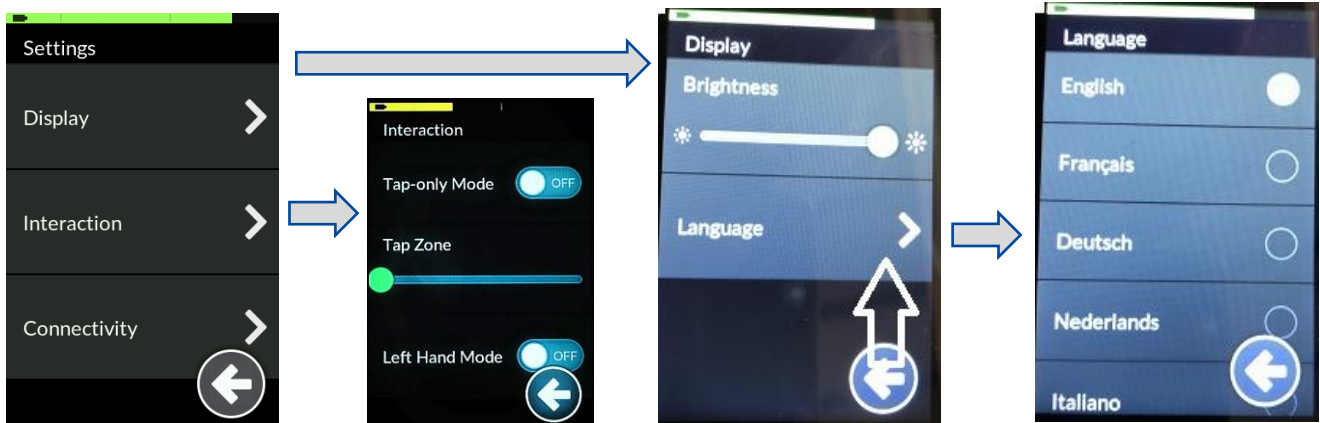 Settings
Display
Interaction
Connectivity
Interaction
Tap-only Mode OFF
Tap Zone
Left Hand Mode OFF
Display
Brightness
Language
Language
English
Français
Deutsch
Nederlands
Italiano